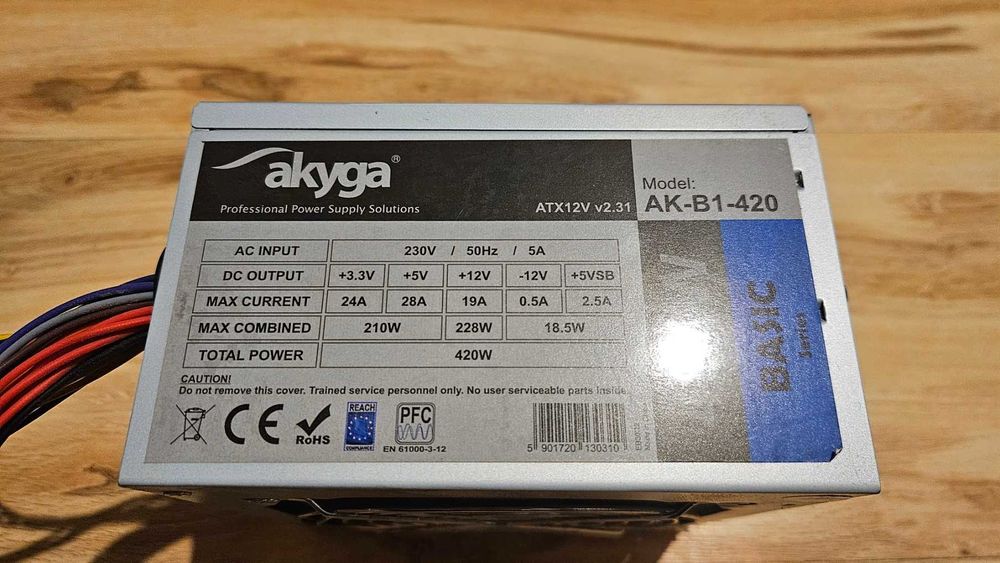 akyga®
Professional Power Supply Solutions
ATX12V v2.31
Model:
AK-B1-420
AC INPUT 230V / 50Hz / 5A
DC OUTPUT +3.3V +5V +12V -12V +5VSB
MAX CURRENT 24A 28A 19A 0.5A 2.5A
MAX COMBINED 210W 228W 18.5W
TOTAL POWER 420W
CAUTION!
Do not remove this cover. Trained service personnel only. No user serviceable parts inside.
CE
RoHS
REACH
COMPLIANCE
PFC
EN 61000-3-12
5 901720 130310
BASIC
Series